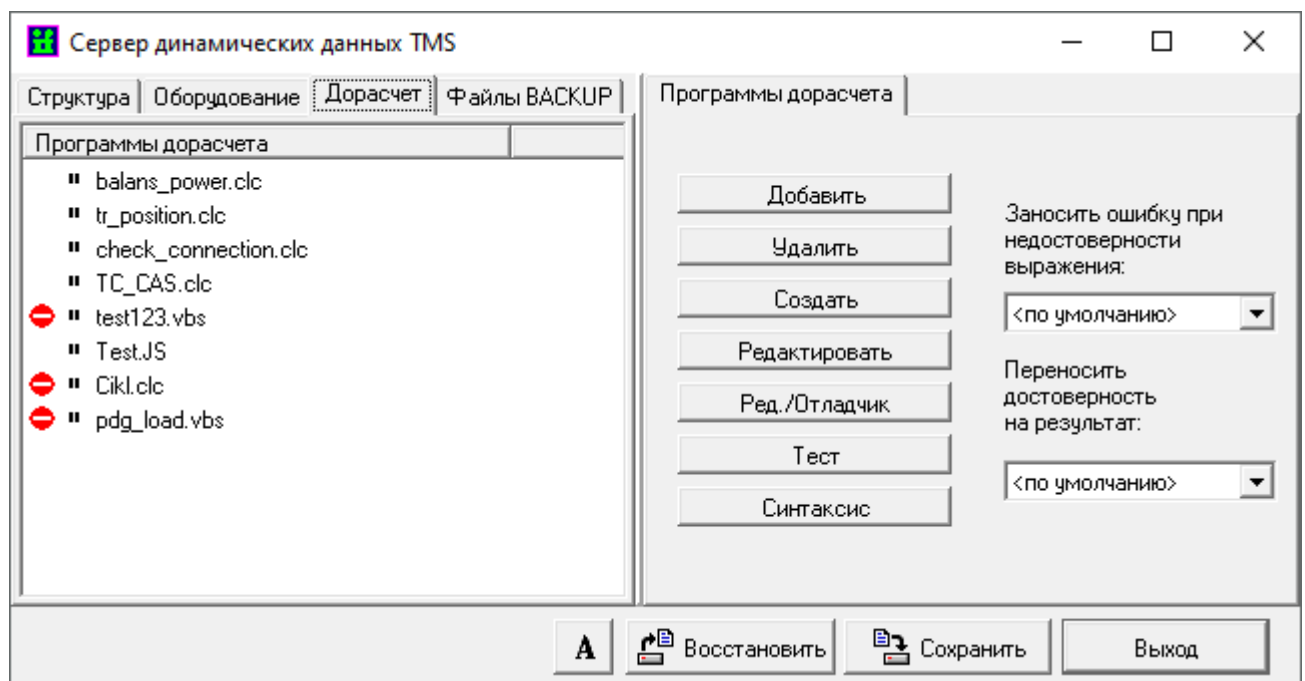 Сервер динамических данных TMS
Структура Оборудование Дорасчет Файлы BACKUP
Программы дорасчета
balans_power.clc
tr_position.clc
check_connection.clc
TC_CAS.clc
test123.vbs
Test.JS
Cikl.clc
pdg_load.vbs
Программы дорасчета
Добавить
Удалить
Создать
Редактировать
Ред./Отладчик
Тест
Синтаксис
Заносить ошибку при
недостоверности
выражения:
<по умолчанию>
Переносить
достоверность
на результат:
<по умолчанию>
A Восстановить Сохранить Выход